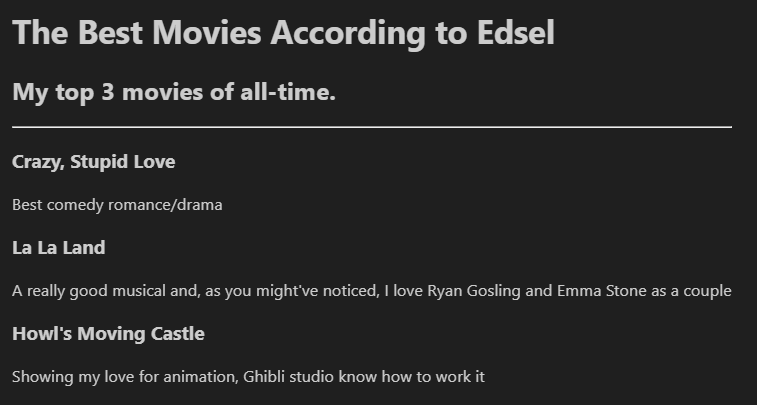 The Best Movies According to Edsel
My top 3 movies of all-time.
Crazy, Stupid Love
Best comedy romance/drama
La La Land
A really good musical and, as you might've noticed, I love Ryan Gosling and Emma Stone as a couple
Howl's Moving Castle
Showing my love for animation, Ghibli studio know how to work it